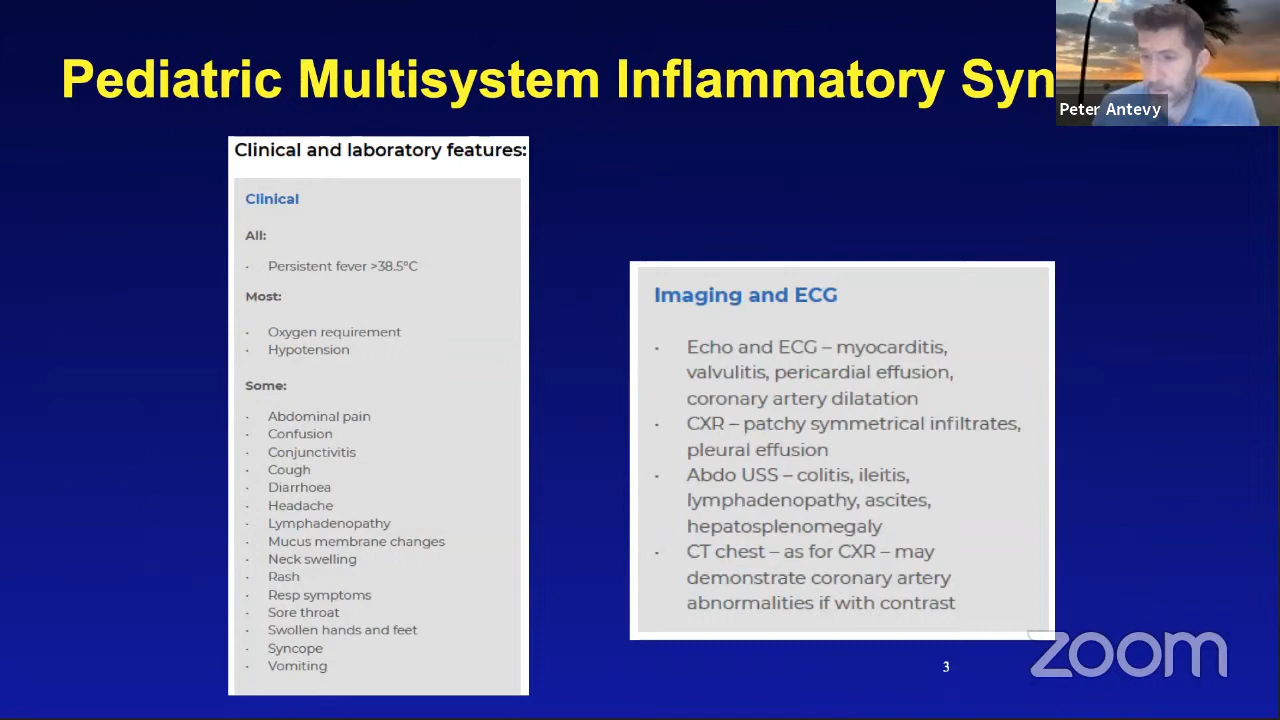 Pediatric Multisystem Inflammatory Syn
Peter Antevy
Clinical and laboratory features:
Clinical
All:
· Persistent fever >38.5°C
Most:
· Oxygen requirement
· Hypotension
Some:
· Abdominal pain
· Confusion
· Conjunctivitis
· Cough
· Diarrhoea
· Headache
· Lymphadenopathy
· Mucus membrane changes
· Neck swelling
· Rash
· Resp symptoms
· Sore throat
· Swollen hands and feet
· Syncope
· Vomiting
Imaging and ECG
· Echo and ECG – myocarditis,
valvulitis, pericardial effusion,
coronary artery dilatation
· CXR – patchy symmetrical infiltrates,
pleural effusion
· Abdo USS – colitis, ileitis,
lymphadenopathy, ascites,
hepatosplenomegaly
· CT chest – as for CXR – may
demonstrate coronary artery
abnormalities if with contrast
3
zoom